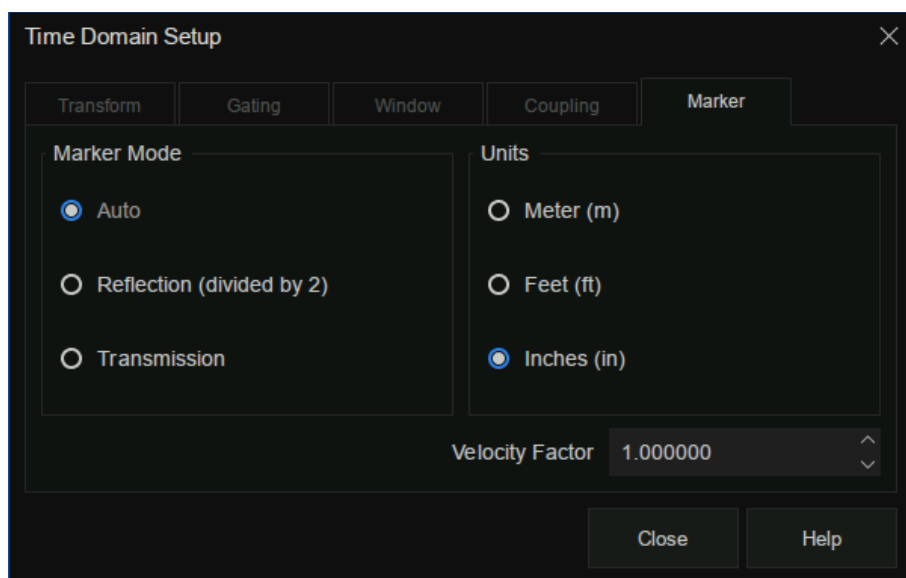 Time Domain Setup
Transform Gating Window Coupling Marker
Marker Mode
Auto
Reflection (divided by 2)
Transmission
Units
Meter (m)
Feet (ft)
Inches (in)
Velocity Factor 1.000000
Close Help